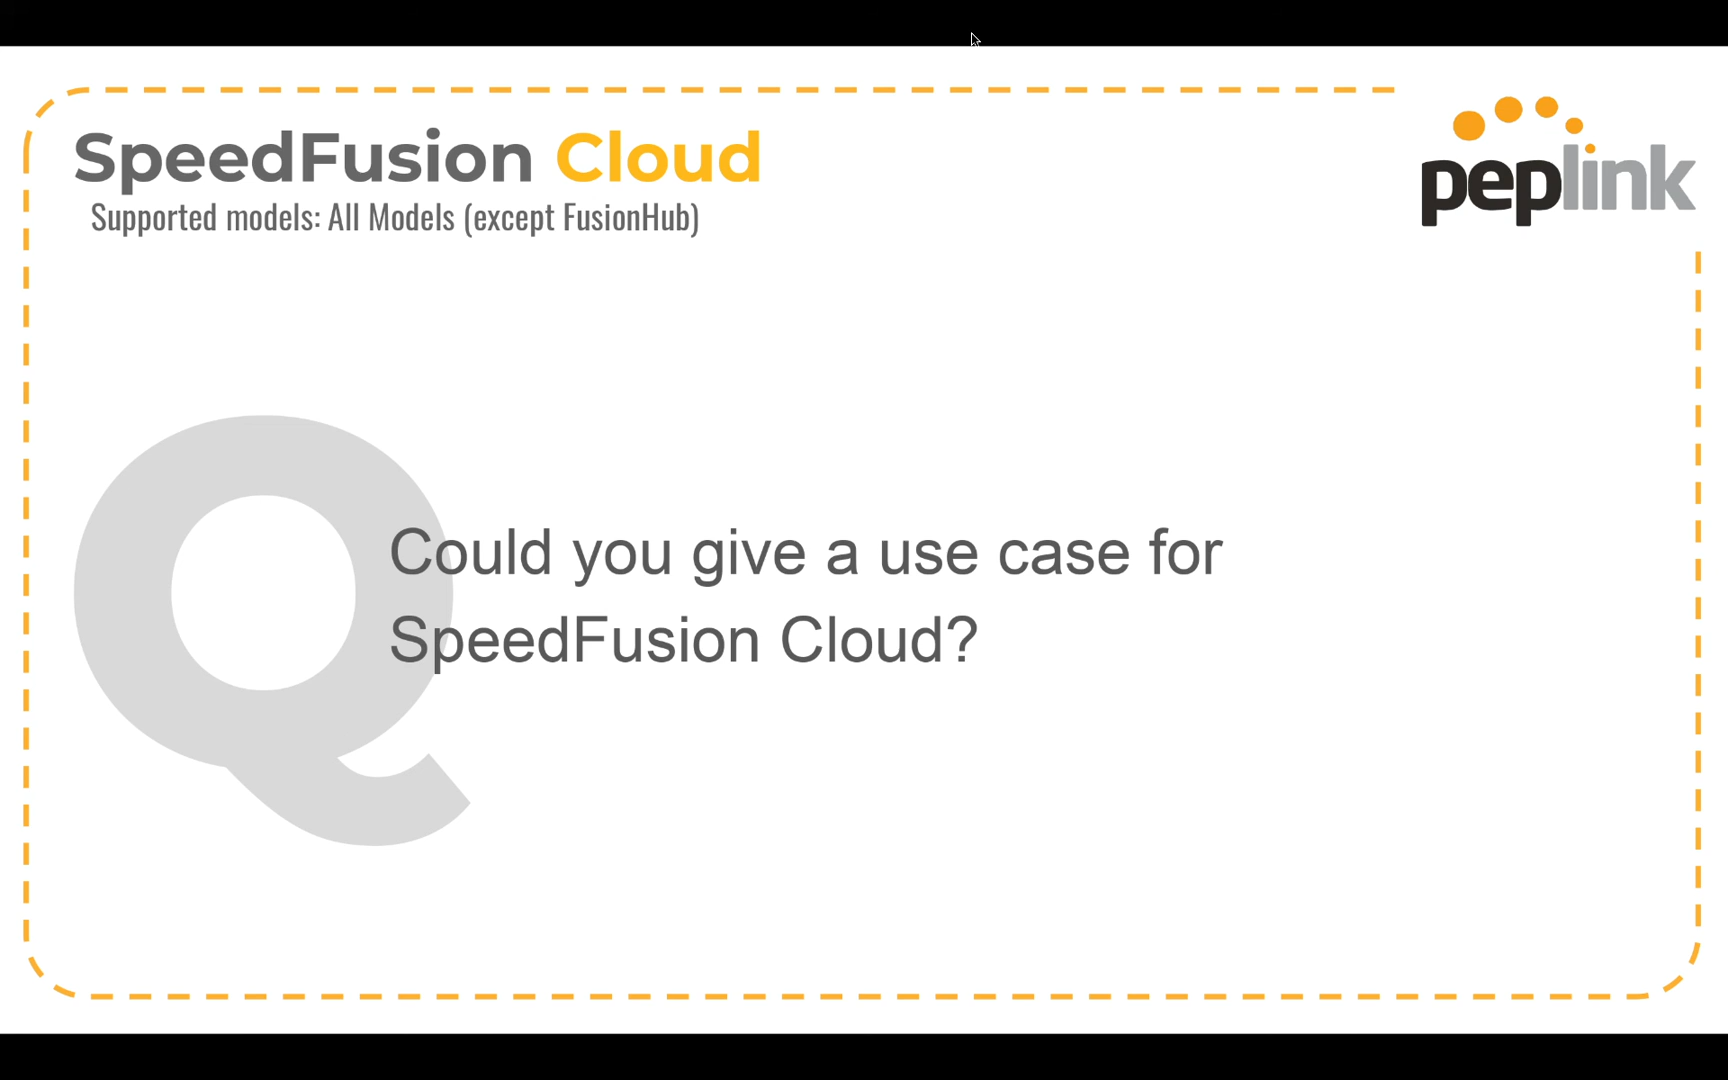 SpeedFusion Cloud
Supported models: All Models (except FusionHub)
peplink
Q
Could you give a use case for
SpeedFusion Cloud?